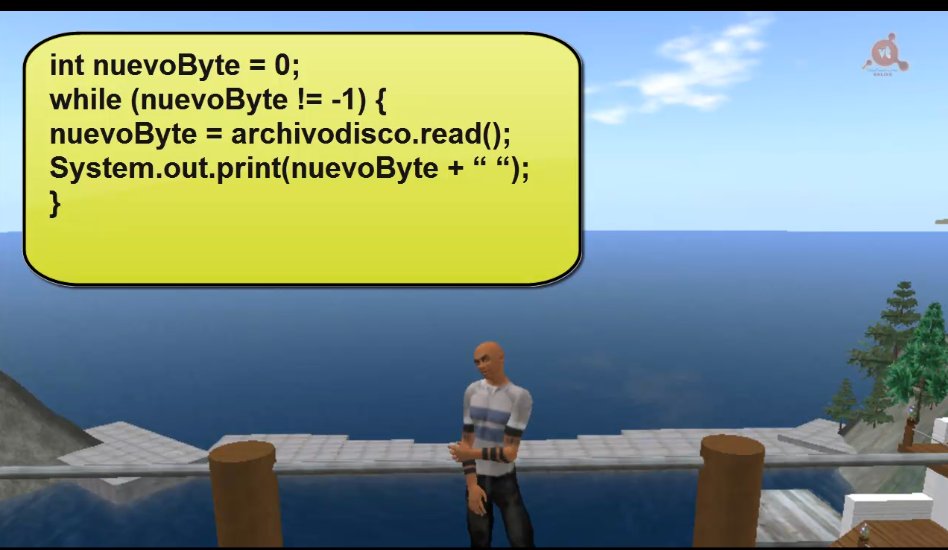 int nuevoByte = 0;
while (nuevoByte != -1) {
nuevoByte = archivodisco.read();
System.out.print(nuevoByte + “ “);
}